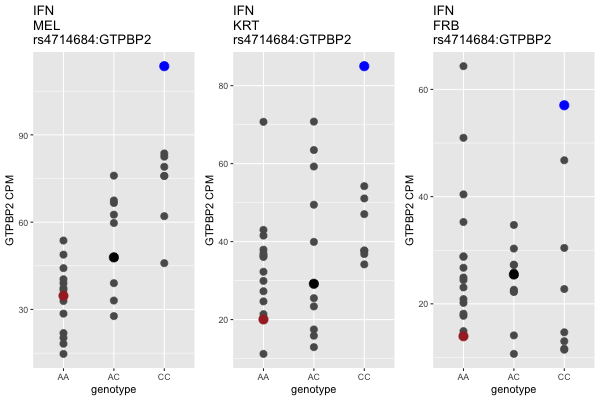 IFN
MEL
rs4714684:GTPBP2
GTPBP2 CPM
90
60
30
AA AC CC
genotype
IFN
KRT
rs4714684:GTPBP2
GTPBP2 CPM
80
60
40
20
AA AC CC
genotype
IFN
FRB
rs4714684:GTPBP2
GTPBP2 CPM
60
40
20
AA AC CC
genotype